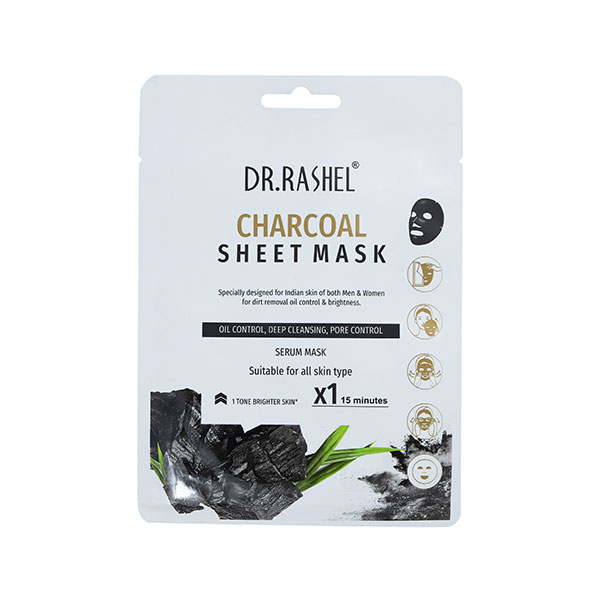 DR.RASHEL®
CHARCOAL
SHEET MASK
Specially designed for Indian skin of both Men & Women
for dirt removal oil control & brightness.
OIL CONTROL, DEEP CLEANSING, PORE CONTROL
SERUM MASK
Suitable for all skin type
1 TONE BRIGHTER SKIN*
X1 15 minutes